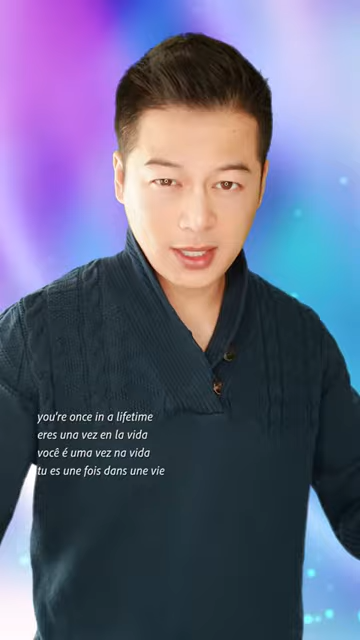 you're once in a lifetime
eres una vez en la vida
você é uma vez na vida
tu es une fois dans une vie